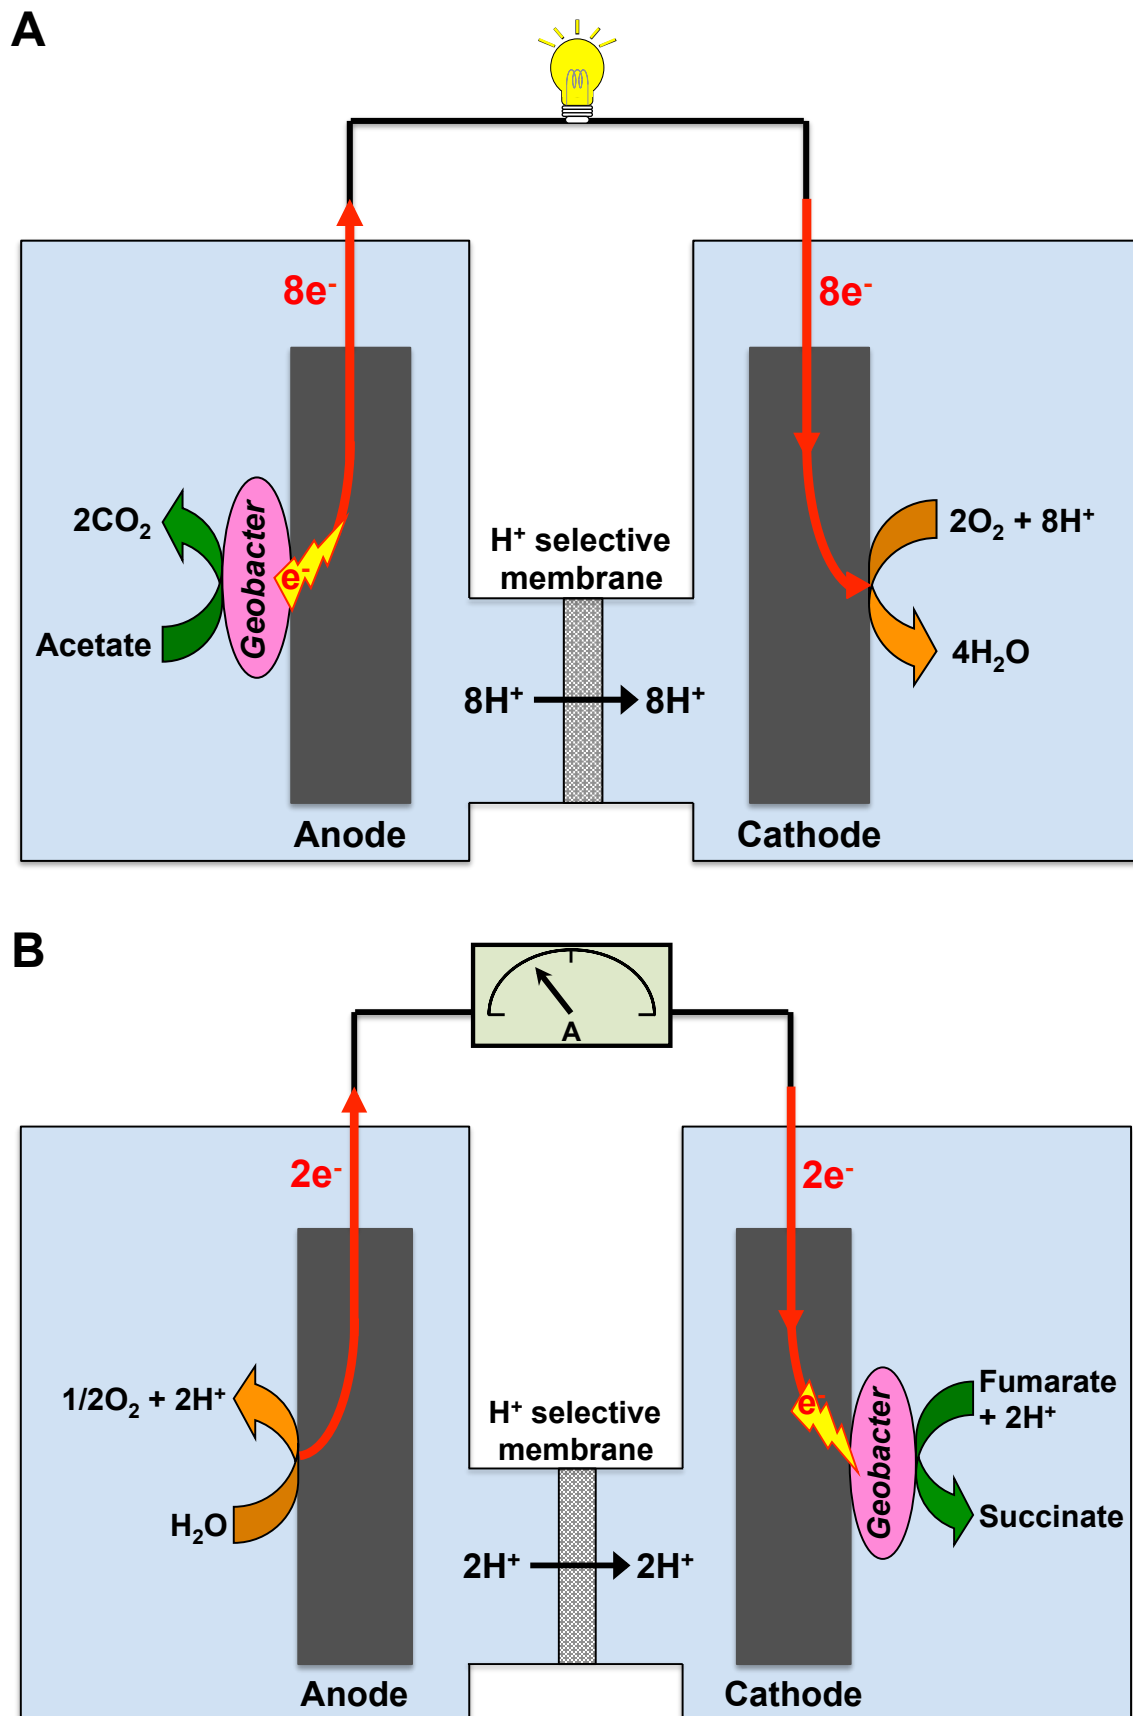 A
8e⁻
8e⁻
2CO₂
Geobacter
e⁻
Acetate
H⁺ selective
membrane
8H⁺
8H⁺
2O₂ + 8H⁺
4H₂O
Anode
Cathode
B
A
2e⁻
2e⁻
1/2O₂ + 2H⁺
H₂O
H⁺ selective
membrane
2H⁺
2H⁺
e⁻
Geobacter
Fumarate
+ 2H⁺
Succinate
Anode
Cathode